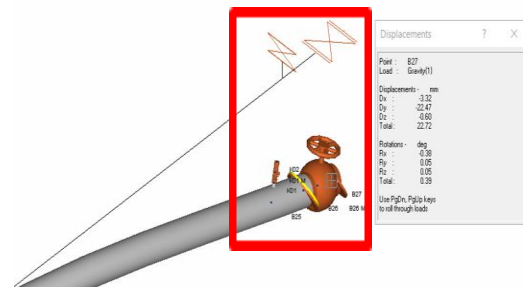 Displacements ? X
Point : B27
Load : Gravity(1)
Displacements - mm
Dx : -3.32
Dy : -22.47
Dz : -0.60
Total : 22.72
Rotations - deg
Rx : -0.38
Ry : 0.05
Rz : 0.05
Total : 0.39
Use PgDn, PgUp keys
to roll through loads
B27
B26
B26 M
B25